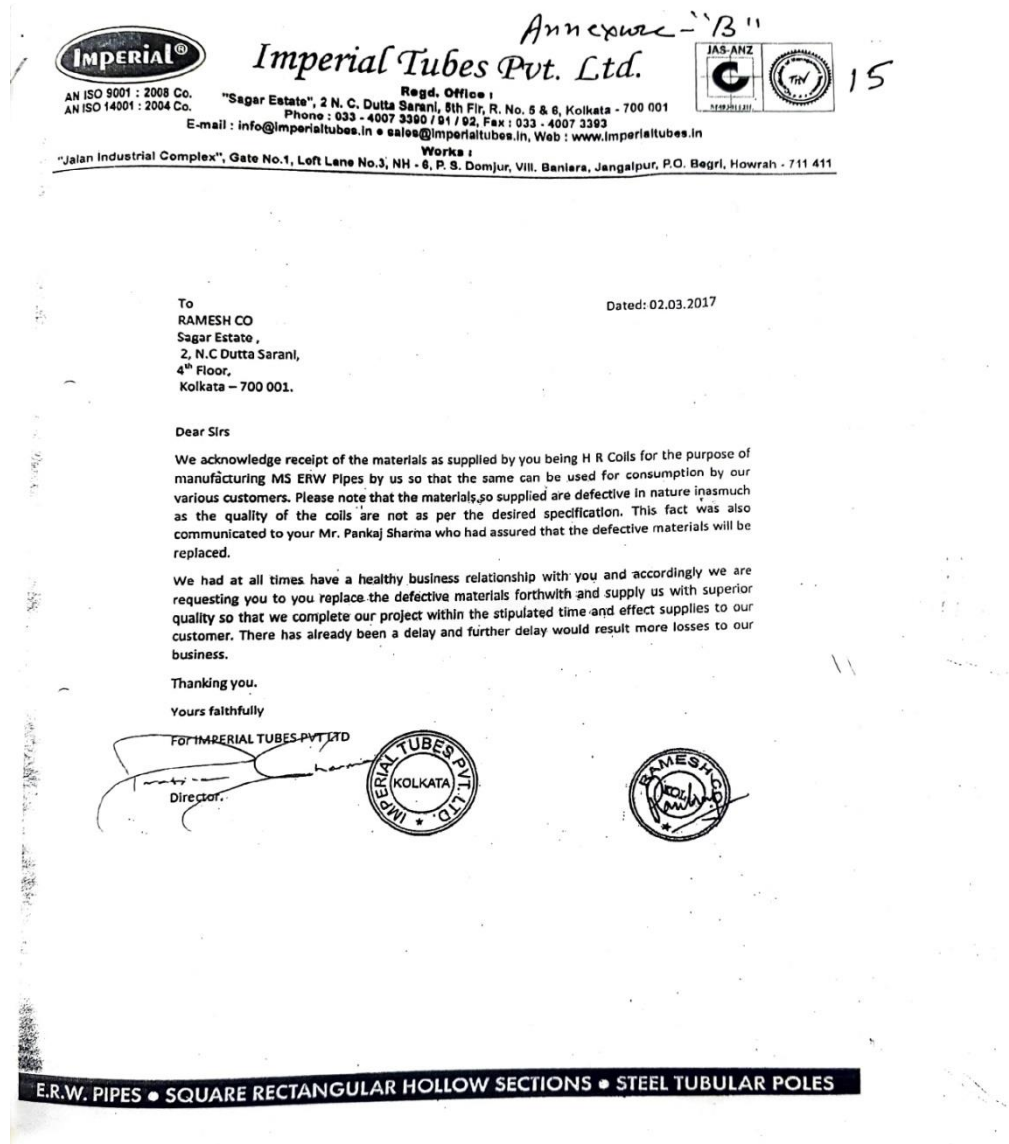 Annexure - "B"
IMPERIAL®
Imperial Tubes Pvt. Ltd.
JAS-ANZ
15
AN ISO 9001 : 2008 Co.
AN ISO 14001 : 2004 Co.
Regd. Office :
"Sagar Estate", 2 N. C. Dutta Sarani, 5th Flr, R. No. 5 & 6, Kolkata - 700 001
Phone : 033 - 4007 3390 / 91 / 92, Fax : 033 - 4007 3393
E-mail : info@imperialtubes.in ● sales@imperialtubes.in, Web : www.imperialtubes.in
Works :
"Jalan Industrial Complex", Gate No.1, Loft Lane No.3, NH - 6, P. S. Domjur, Vill. Baniara, Jangalpur, P.O. Begri, Howrah - 711 411
To
Dated: 02.03.2017
RAMESH CO
Sagar Estate ,
2, N.C Dutta Sarani,
4th Floor,
Kolkata – 700 001.
Dear Sirs
We acknowledge receipt of the materials as supplied by you being H R Coils for the purpose of
manufacturing MS ERW Pipes by us so that the same can be used for consumption by our
various customers. Please note that the materials so supplied are defective in nature inasmuch
as the quality of the coils are not as per the desired specification. This fact was also
communicated to your Mr. Pankaj Sharma who had assured that the defective materials will be
replaced.
We had at all times have a healthy business relationship with you and accordingly we are
requesting you to you replace the defective materials forthwith and supply us with superior
quality so that we complete our project within the stipulated time and effect supplies to our
customer. There has already been a delay and further delay would result more losses to our
business.
Thanking you.
Yours faithfully
For IMPERIAL TUBES PVT LTD
Director.
IMPERIAL TUBES PVT. LTD.
KOLKATA
RAMESH CO.
KOL
E.R.W. PIPES ● SQUARE RECTANGULAR HOLLOW SECTIONS ● STEEL TUBULAR POLES